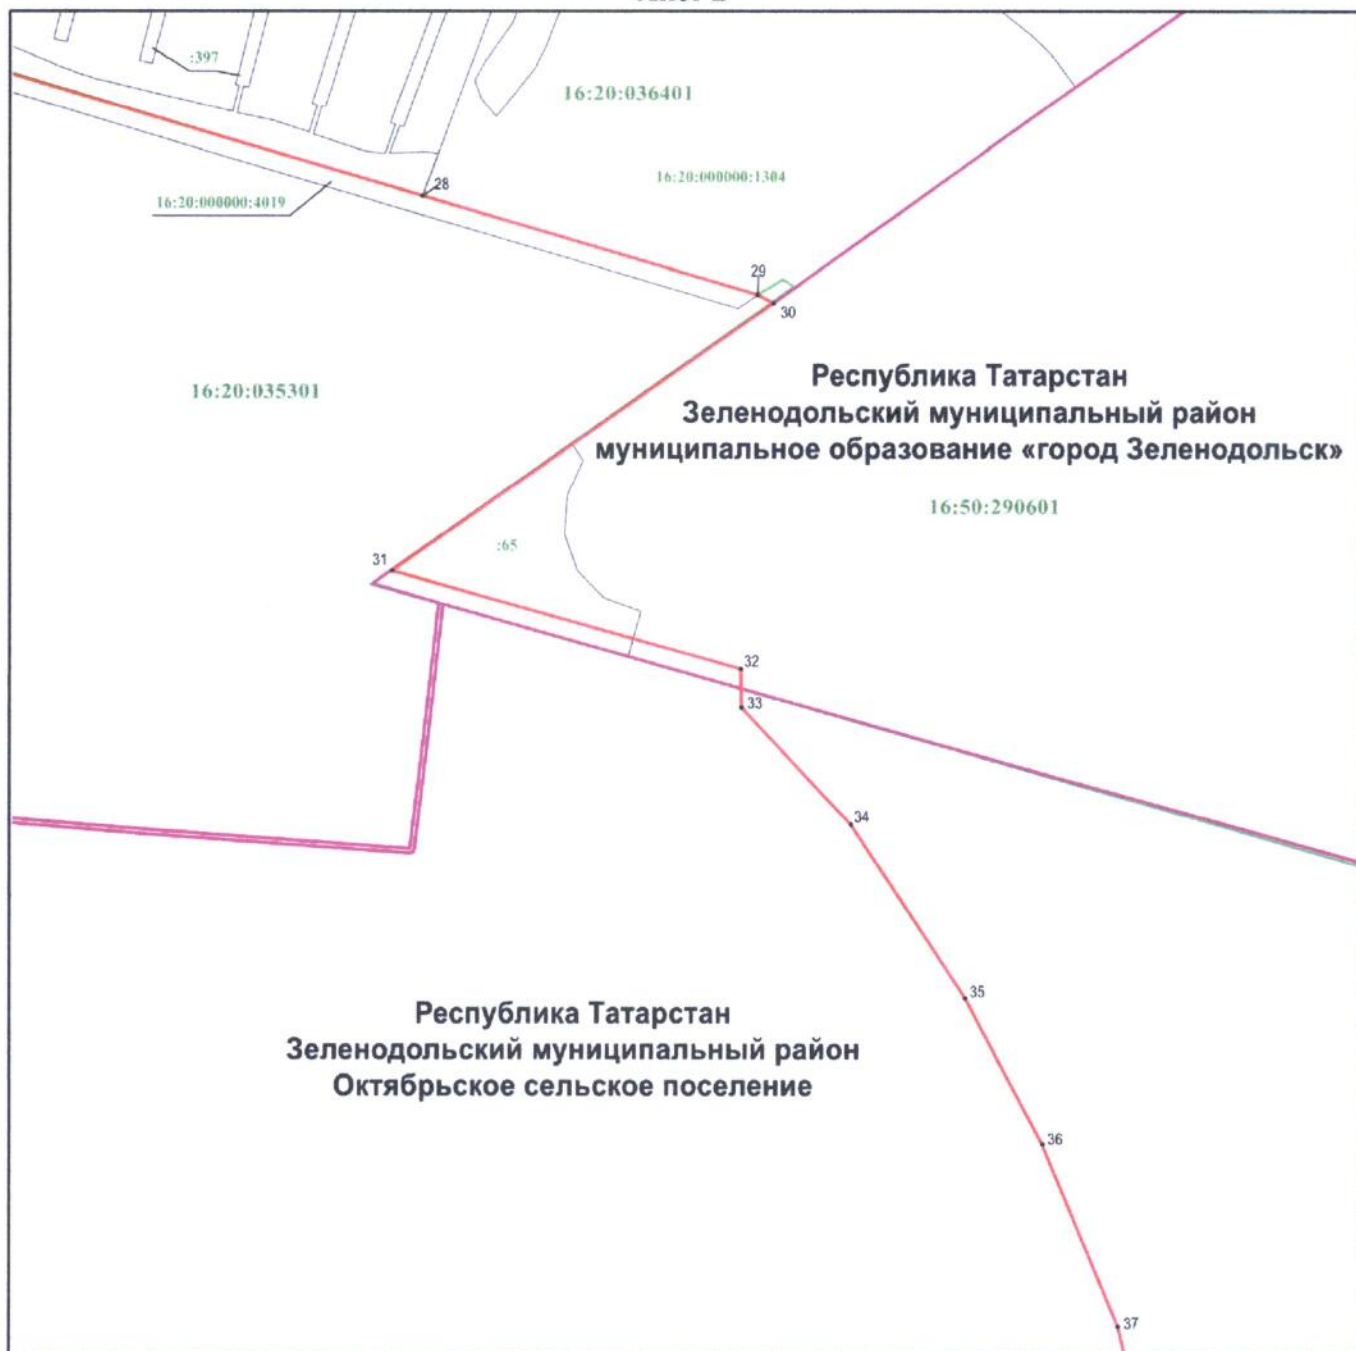 :397
16:20:036401
16:20:000000:1304
28
16:20:000000:4019
29
30
Республика Татарстан
Зеленодольский муниципальный район
муниципальное образование «город Зеленодольск»
16:20:035301
16:50:290601
:65
31
32
33
34
35
Республика Татарстан
Зеленодольский муниципальный район
Октябрьское сельское поселение
36
37